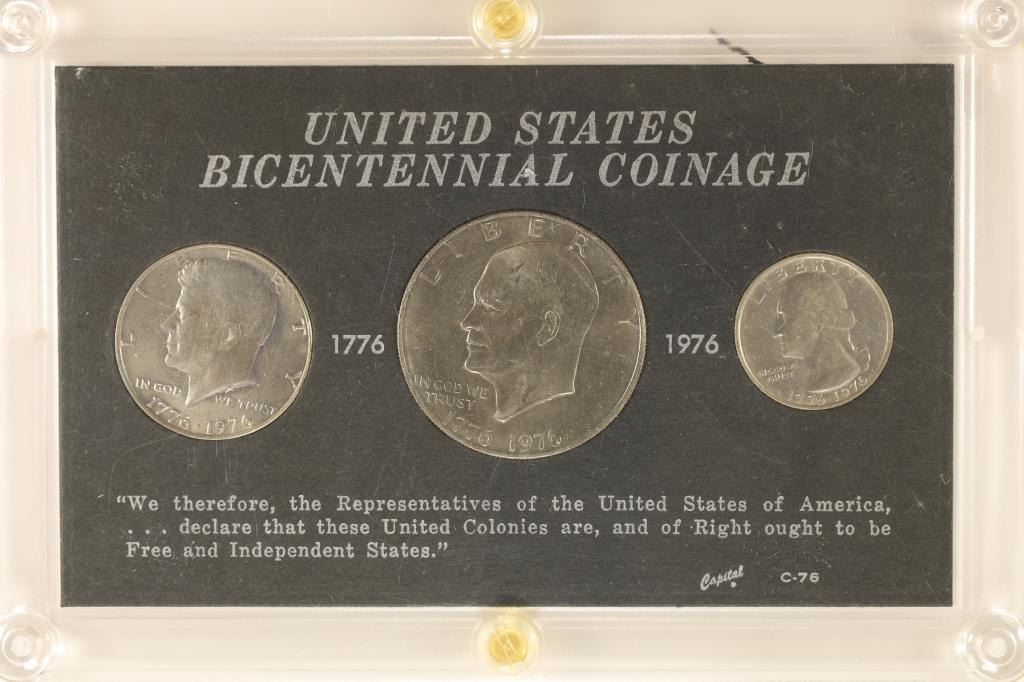 UNITED STATES
BICENTENNIAL COINAGE
LIBERTY
IN GOD WE TRUST
1776 · 1976
1776
LIBERTY
IN GOD WE
TRUST
1776 · 1976
1976
LIBERTY
IN GOD WE
TRUST
1776 · 1976
"We therefore, the Representatives of the United States of America,
. . . declare that these United Colonies are, and of Right ought to be
Free and Independent States."
Capital C-76